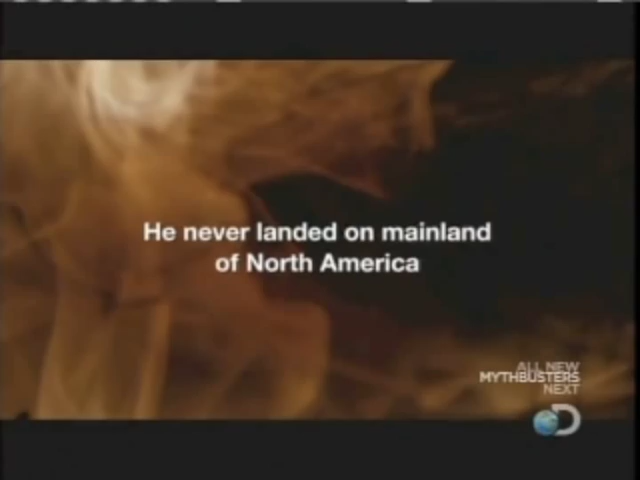 He never landed on mainland
of North America
ALL NEW
MYTHBUSTERS
NEXT
D